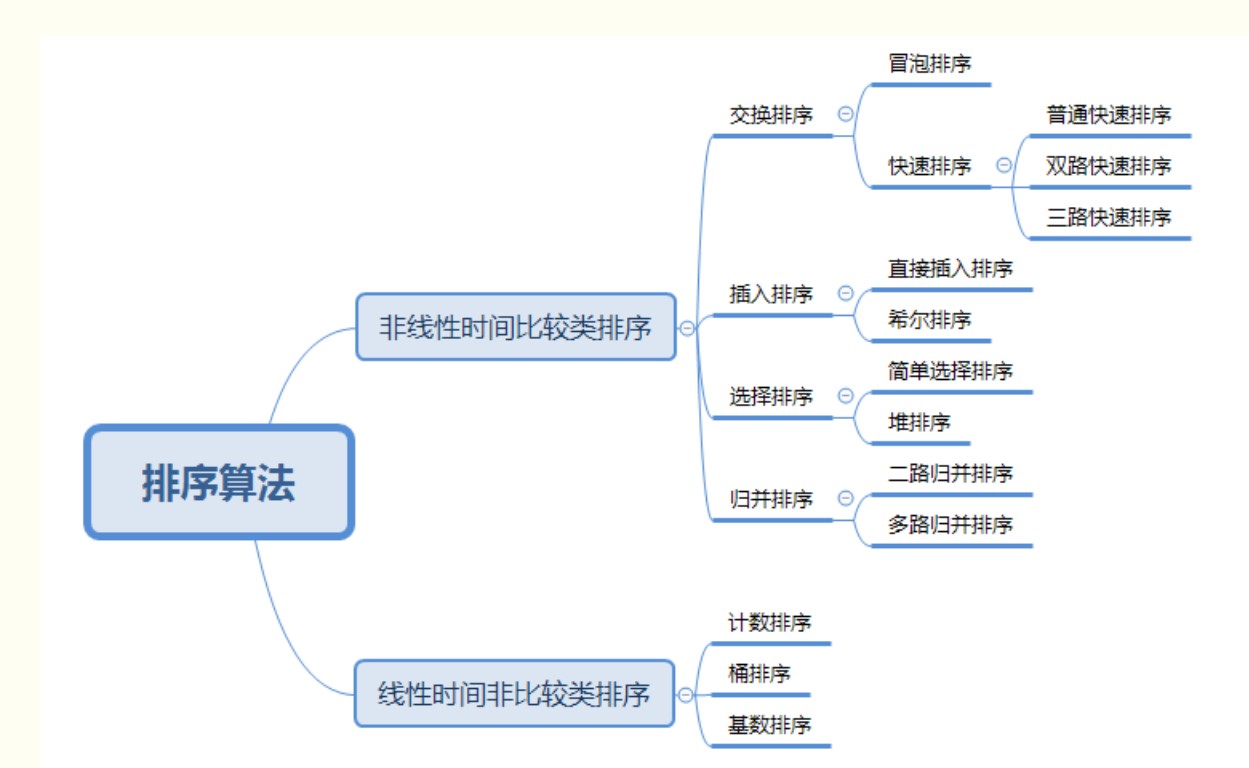 冒泡排序
交换排序
普通快速排序
快速排序
双路快速排序
三路快速排序
直接插入排序
插入排序
希尔排序
非线性时间比较类排序
简单选择排序
选择排序
堆排序
二路归并排序
归并排序
多路归并排序
排序算法
计数排序
桶排序
线性时间非比较类排序
基数排序